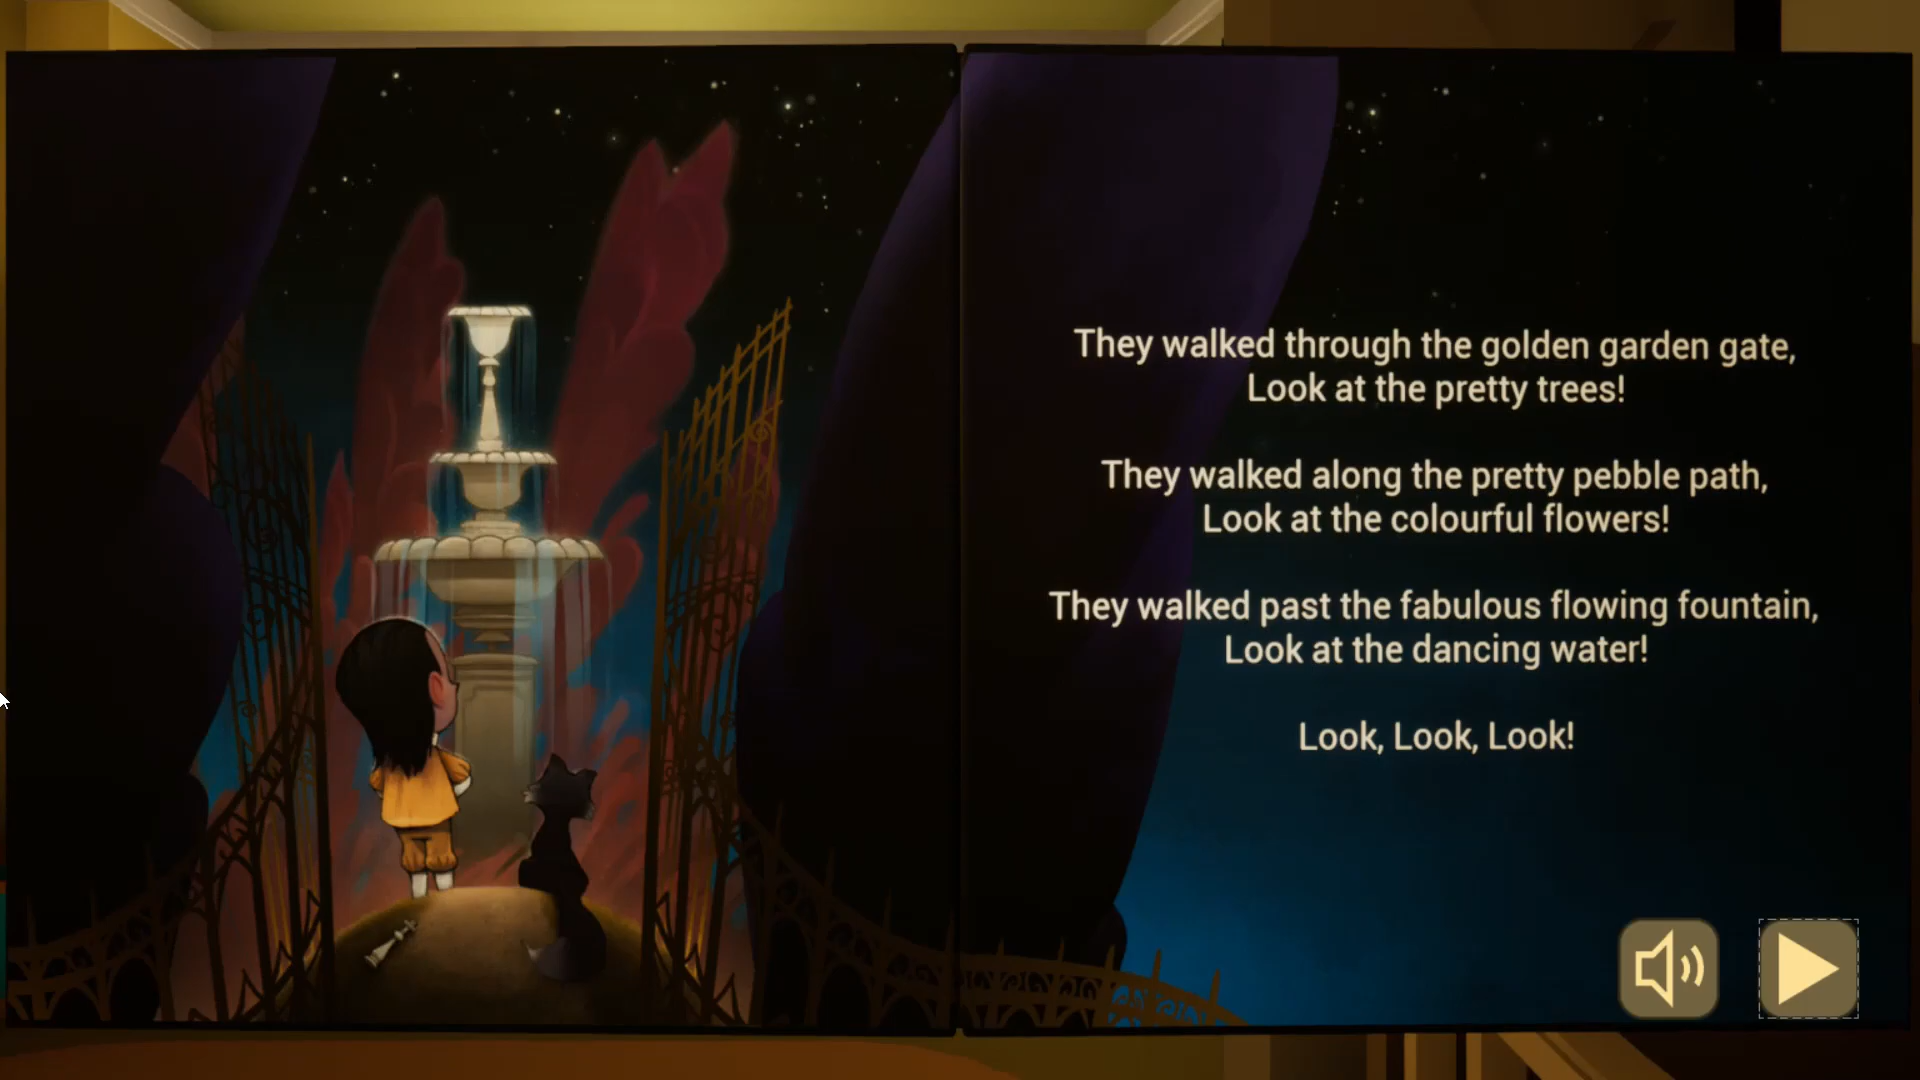 They walked through the golden garden gate,
Look at the pretty trees!
They walked along the pretty pebble path,
Look at the colourful flowers!
They walked past the fabulous flowing fountain,
Look at the dancing water!
Look, Look, Look!